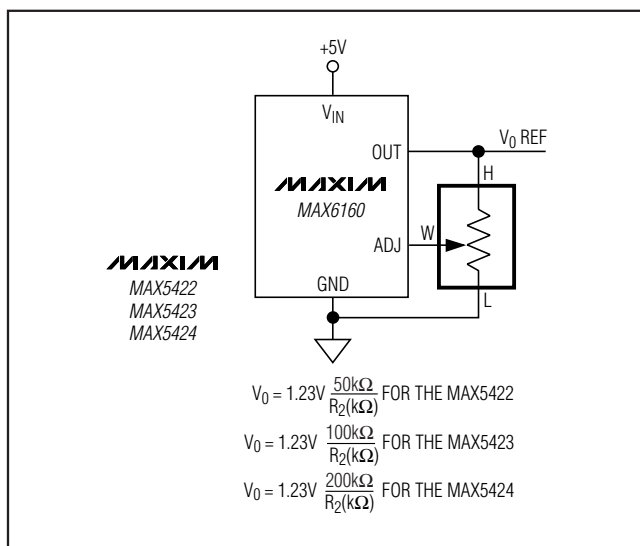 +5V
V_IN
OUT
V_0 REF
H
MAXIM
MAX6160
ADJ
W
GND
L
MAXIM
MAX5422
MAX5423
MAX5424
V_0 = 1.23V 50kΩ/R_2(kΩ) FOR THE MAX5422
V_0 = 1.23V 100kΩ/R_2(kΩ) FOR THE MAX5423
V_0 = 1.23V 200kΩ/R_2(kΩ) FOR THE MAX5424